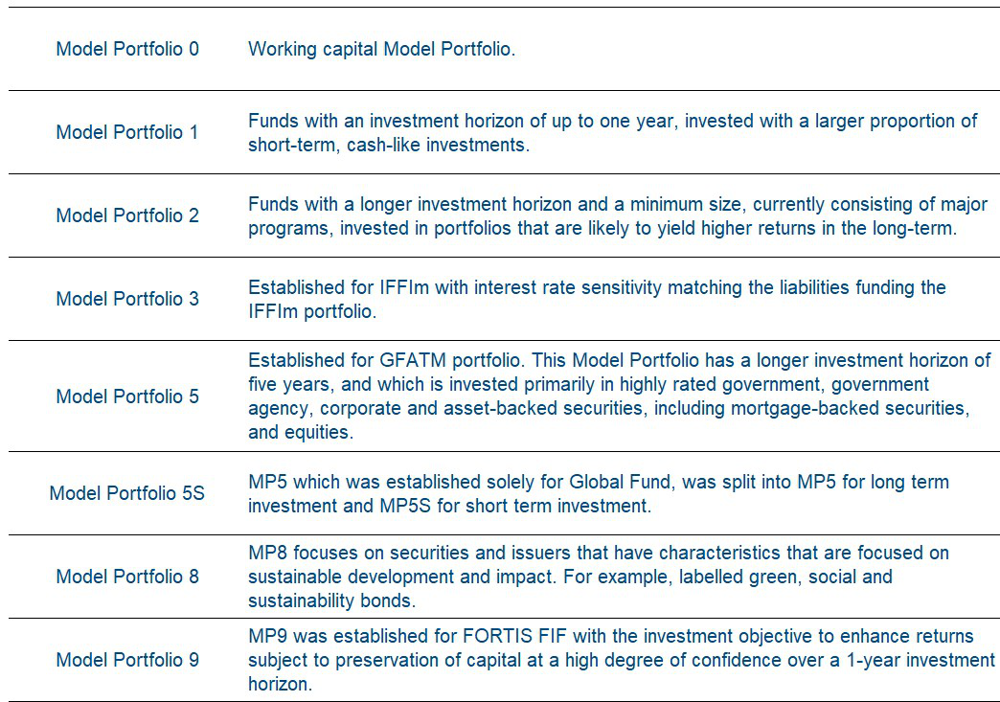 Model Portfolio 0
Working capital Model Portfolio.
Model Portfolio 1
Funds with an investment horizon of up to one year, invested with a larger proportion of
short-term, cash-like investments.
Model Portfolio 2
Funds with a longer investment horizon and a minimum size, currently consisting of major
programs, invested in portfolios that are likely to yield higher returns in the long-term.
Model Portfolio 3
Established for IFFIm with interest rate sensitivity matching the liabilities funding the
IFFIm portfolio.
Model Portfolio 5
Established for GFATM portfolio. This Model Portfolio has a longer investment horizon of
five years, and which is invested primarily in highly rated government, government
agency, corporate and asset-backed securities, including mortgage-backed securities,
and equities.
Model Portfolio 5S
MP5 which was established solely for Global Fund, was split into MP5 for long term
investment and MP5S for short term investment.
Model Portfolio 8
MP8 focuses on securities and issuers that have characteristics that are focused on
sustainable development and impact. For example, labelled green, social and
sustainability bonds.
Model Portfolio 9
MP9 was established for FORTIS FIF with the investment objective to enhance returns
subject to preservation of capital at a high degree of confidence over a 1-year investment
horizon.